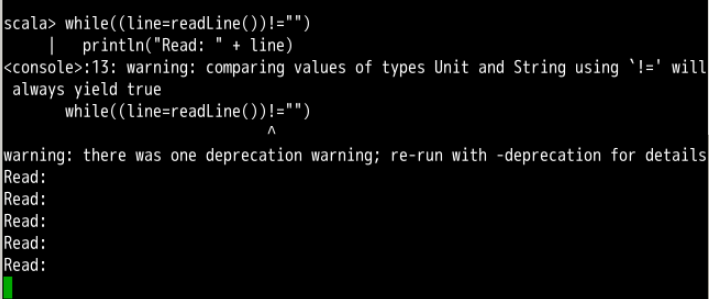 scala> while((line=readLine())!="")
     |   println("Read: " + line)
<console>:13: warning: comparing values of types Unit and String using `!=' will
 always yield true
       while((line=readLine())!="")
                              ^
warning: there was one deprecation warning; re-run with -deprecation for details
Read:
Read:
Read:
Read:
Read: